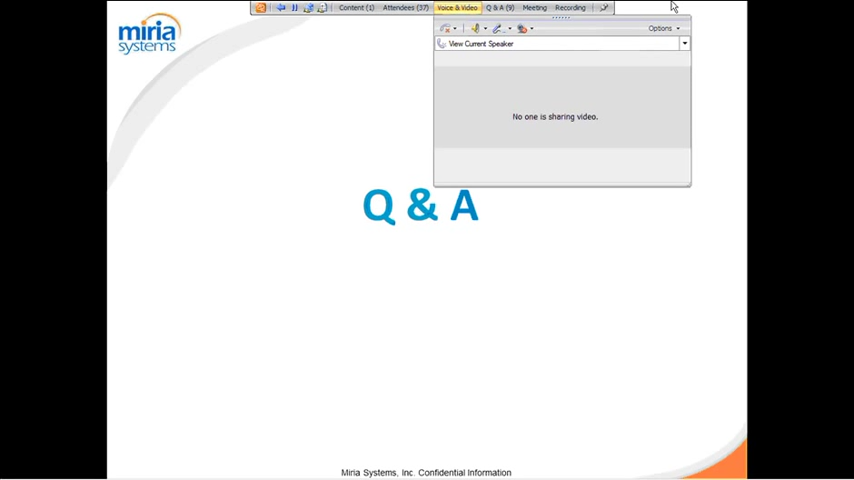 miria
systems
Content (1) Attendees (37) Voice & Video Q & A (9) Meeting Recording
Options
View Current Speaker
No one is sharing video.
Q & A
Miria Systems, Inc. Confidential Information